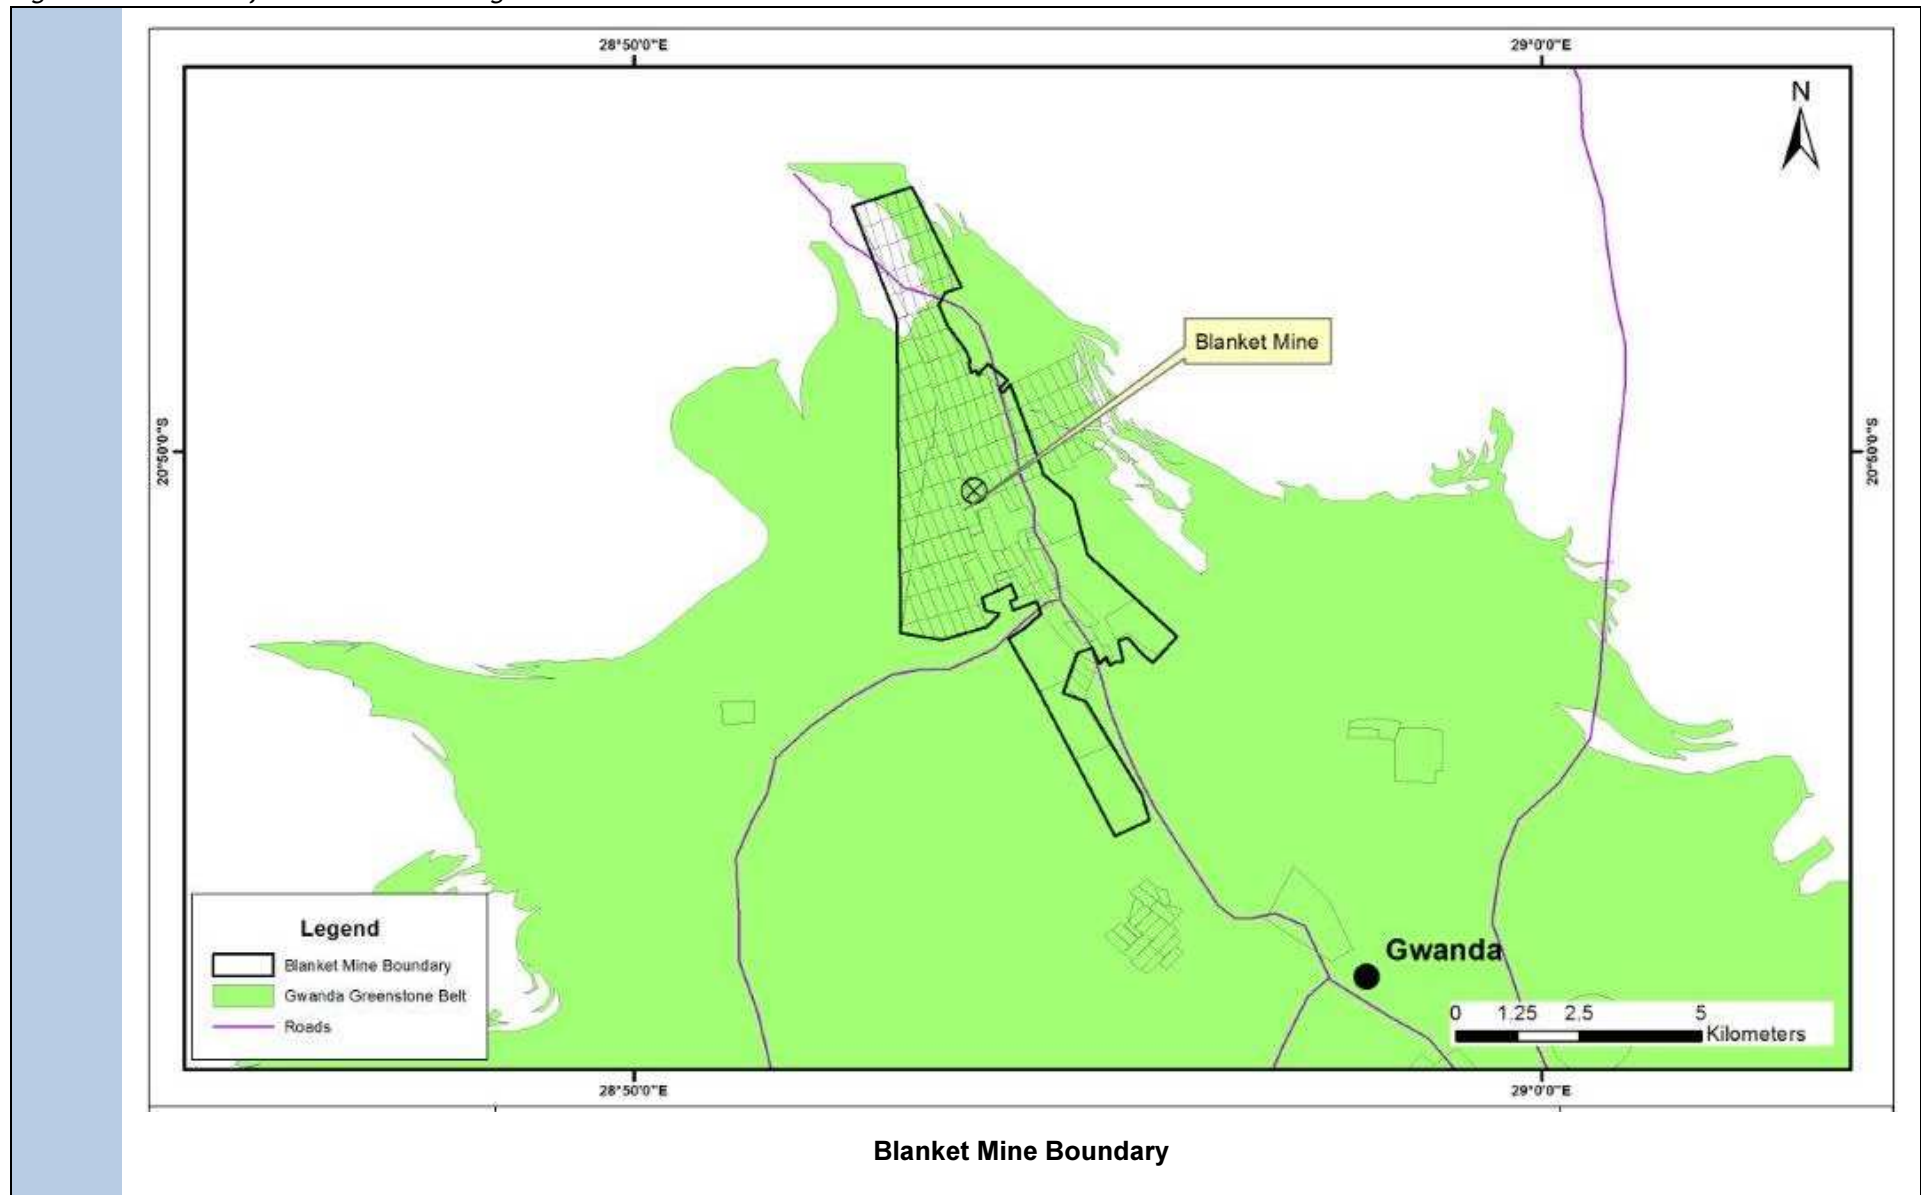 28°50'0"E
29°0'0"E
N
Blanket Mine
20°50'0"S
20°50'0"S
Gwanda
Legend
Blanket Mine Boundary
Gwanda Greenstone Belt
Roads
0 1.25 2.5 5
Kilometers
28°50'0"E
29°0'0"E
Blanket Mine Boundary